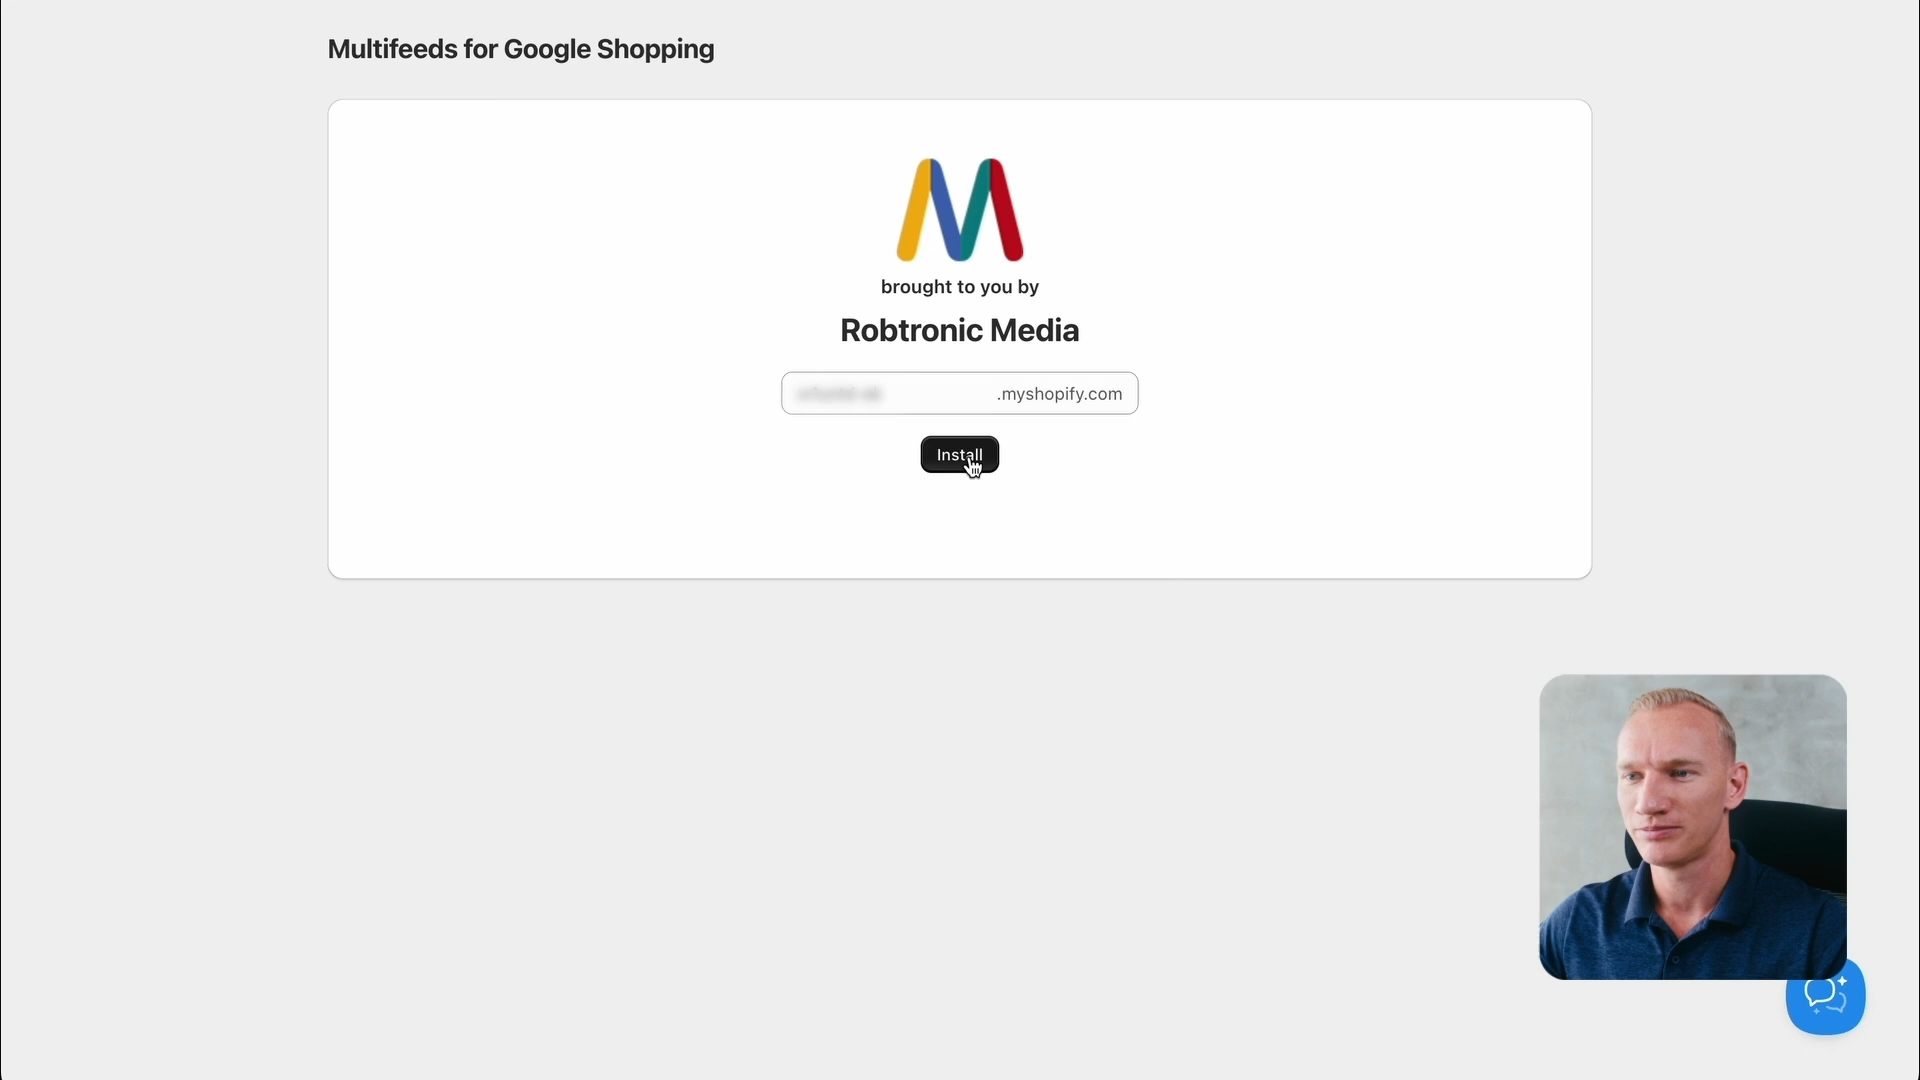 Multifeeds for Google Shopping
brought to you by
Robtronic Media
.myshopify.com
Install